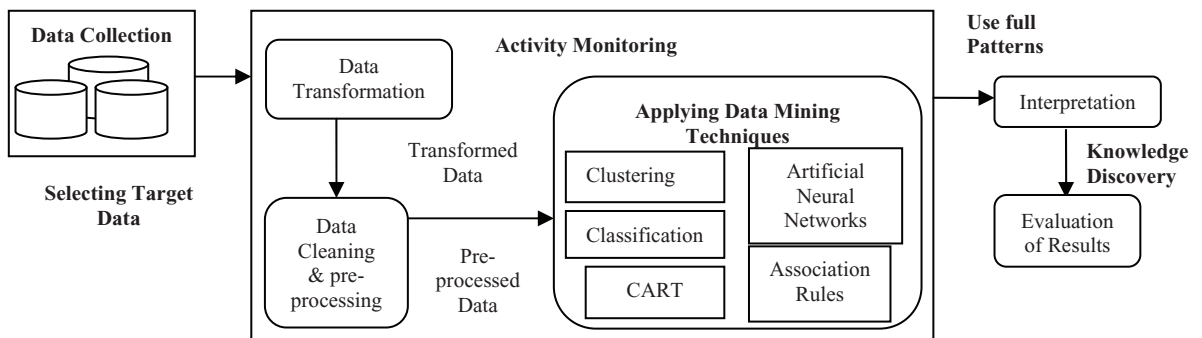 Data Collection
Selecting Target
Data
Activity Monitoring
Data
Transformation
Transformed
Data
Data
Cleaning
& pre-
processing
Pre-
processed
Data
Applying Data Mining
Techniques
Clustering
Classification
CART
Artificial
Neural
Networks
Association
Rules
Use full
Patterns
Interpretation
Knowledge
Discovery
Evaluation
of Results